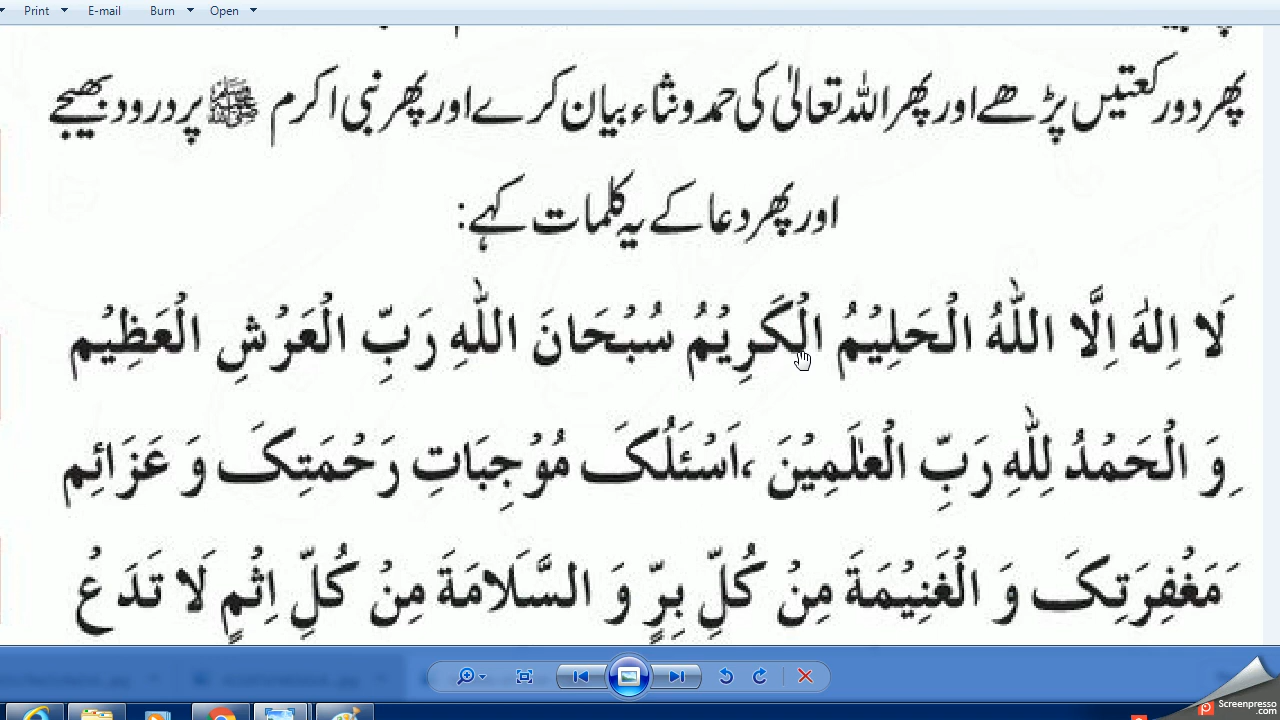 Print E-mail Burn Open
پھر دو رکعتیں پڑھے اور پھر اللہ تعالیٰ کی حمد و ثناء بیان کرے اور پھر نبی اکرم ﷺ پر درود بھیجے
اور پھر دعا کے یہ کلمات کہے:
لَا اِلٰهَ اِلَّا اللّٰهُ الْحَلِيْمُ الْكَرِيْمُ سُبْحَانَ اللّٰهِ رَبِّ الْعَرْشِ الْعَظِيْم
ِوَ الْحَمْدُ لِلّٰهِ رَبِّ الْعٰلَمِيْنَ ،اَسْئَلُکَ مُوْجِبَاتِ رَحْمَتِکَ وَ عَزَائِم
َمَغْفِرَتِکَ وَ الْغَنِيْمَةَ مِنْ كُلِّ بِرٍّ وَ السَّلَامَةَ مِنْ كُلِّ اِثْمٍ لَا تَدَعْ
Screenpresso
.com